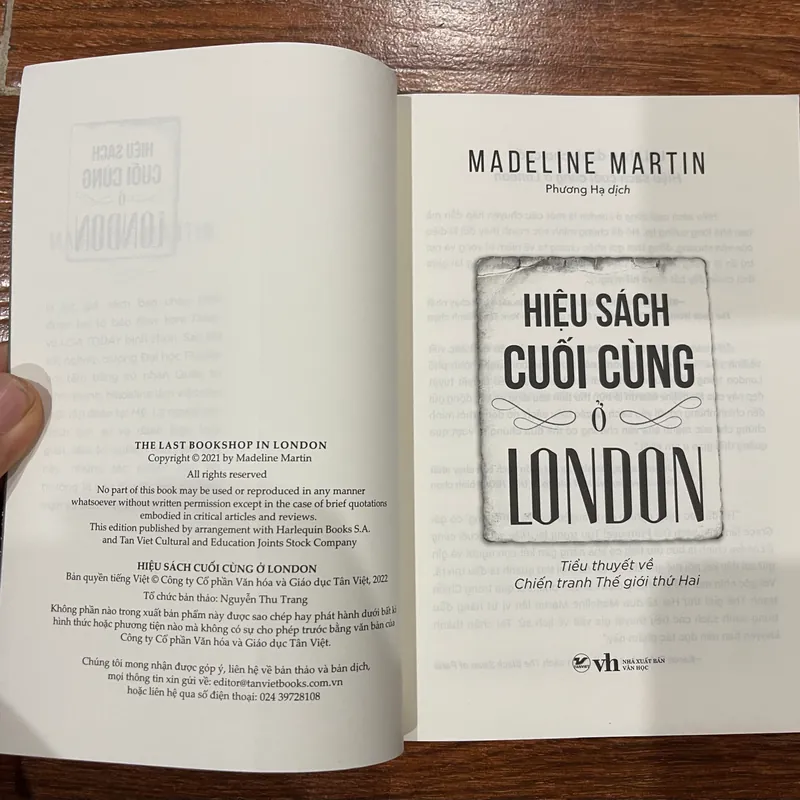 THE LAST BOOKSHOP IN LONDON
Copyright © 2021 by Madeline Martin
All rights reserved
No part of this book may be used or reproduced in any manner
whatsoever without written permission except in the case of brief quotations
embodied in critical articles and reviews.
This edition published by arrangement with Harlequin Books S.A.
and Tan Viet Cultural and Education Joints Stock Company
HIỆU SÁCH CUỐI CÙNG Ở LONDON
Bản quyền tiếng Việt © Công ty Cổ phần Văn hóa và Giáo dục Tân Việt, 2022
Tổ chức bản thảo: Nguyễn Thu Trang
Không phần nào trong xuất bản phẩm này được sao chép hay phát hành dưới bất kì
hình thức hoặc phương tiện nào mà không có sự cho phép trước bằng văn bản của
Công ty Cổ phần Văn hóa và Giáo dục Tân Việt.
Chúng tôi mong nhận được góp ý, liên hệ về bản thảo và bản dịch,
mọi thông tin xin gửi về: editor@tanvietbooks.com.vn
hoặc liên hệ qua số điện thoại: 024 39728108
MADELINE MARTIN
Phương Hạ dịch
HIỆU SÁCH
CUỐI CÙNG
Ở
LONDON
Tiểu thuyết về
Chiến tranh Thế giới thứ Hai
vh NHÀ XUẤT BẢN
VĂN HỌC